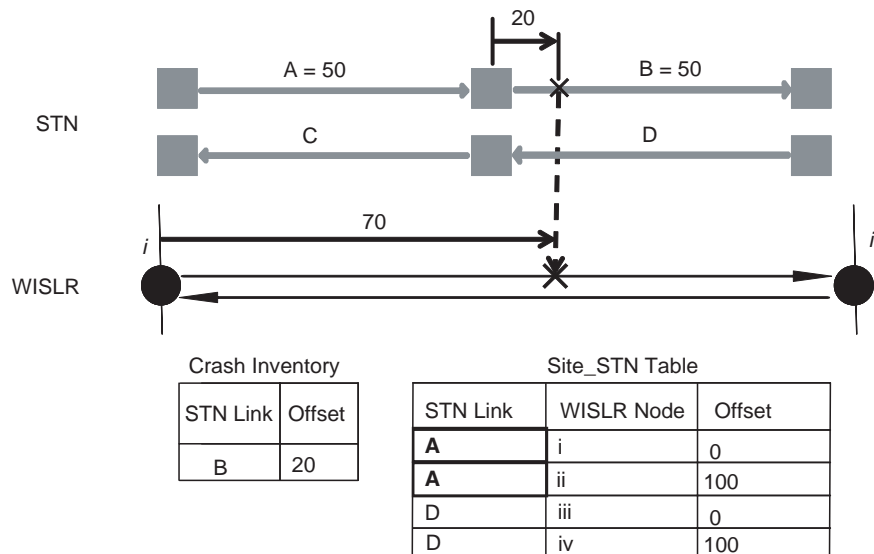 20
A = 50
B = 50
STN
C
D
70
i
i
WISLR
Crash Inventory
STN Link Offset
B 20
Site_STN Table
STN Link WISLR Node Offset
A i 0
A ii 100
D iii 0
D iv 100